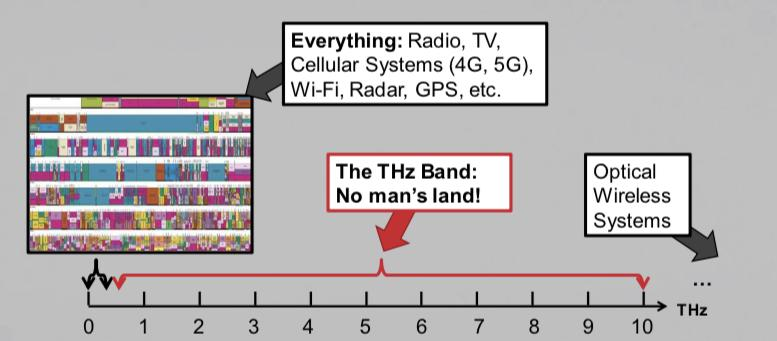 Everything: Radio, TV,
Cellular Systems (4G, 5G),
Wi-Fi, Radar, GPS, etc.
The THz Band:
No man's land!
Optical
Wireless
Systems
...
THz
0 1 2 3 4 5 6 7 8 9 10